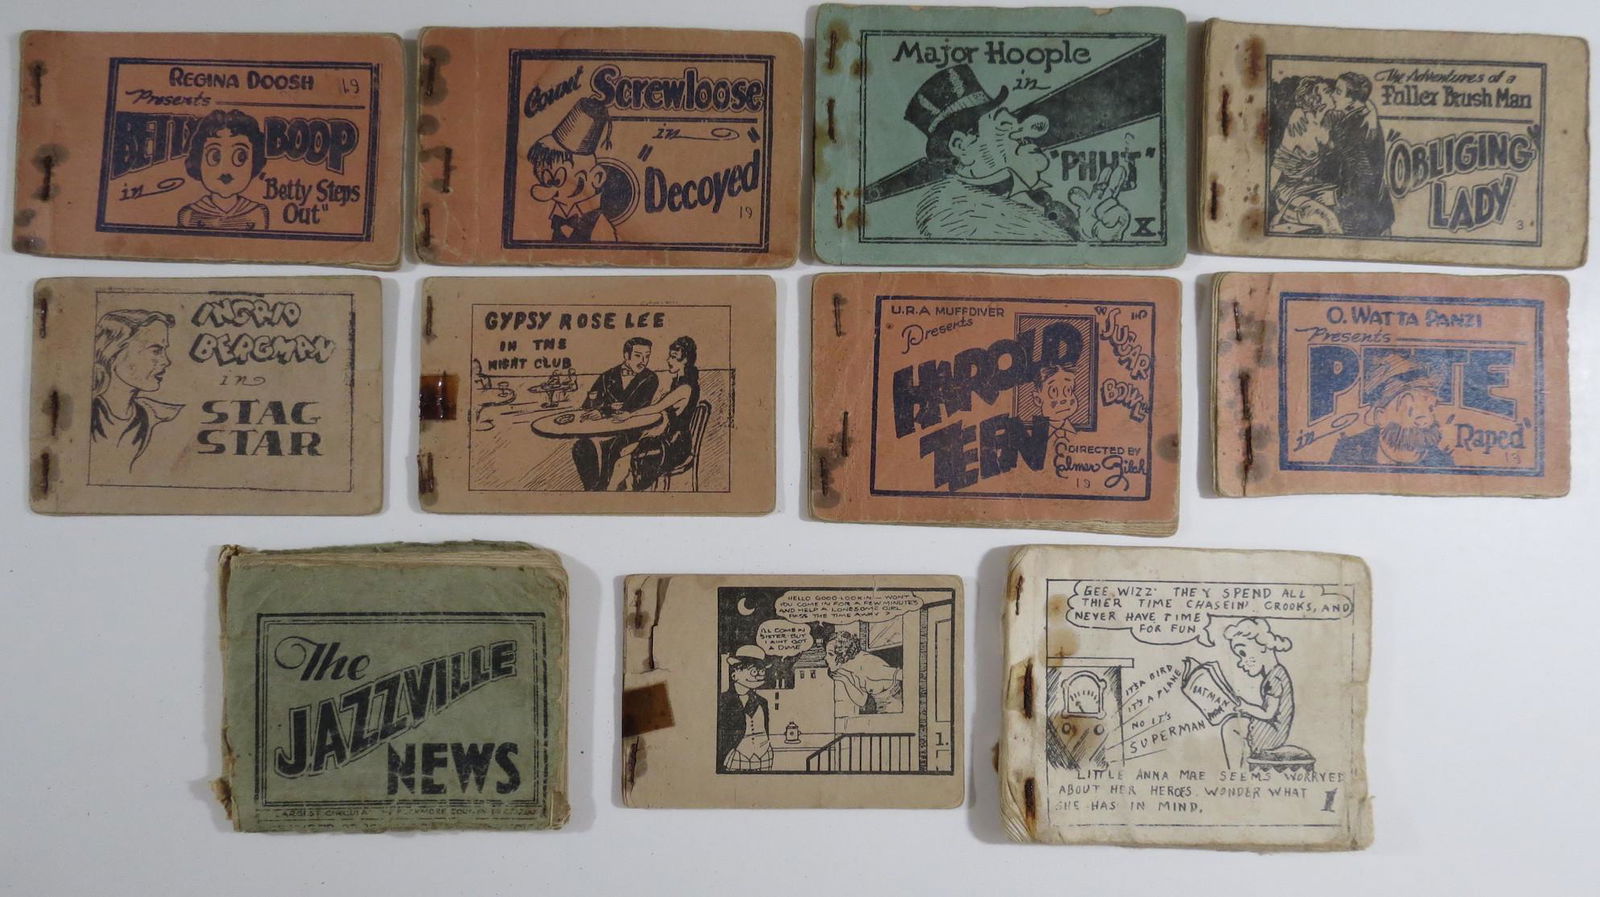 REGINA DOOSH
19
Presents
BETTY BOOP
in
"Betty Steps
Out"
Count Screwloose
in
"Decoyed"
19
Major Hoople
in
"PHHT"
X
The Adventures of a
Fuller Brush Man
"OBLIGING
LADY"
3
INGRID
BERGMAN
in
STAG
STAR
GYPSY ROSE LEE
IN THE
NIGHT CLUB
U.R.A MUFFDIVER
Presents
HAROLD
TEEN
in
"SUGAR
BOWL"
DIRECTED BY
Elmer Zilch
19
O. WATTA PANZI
Presents
PETE
in
"Raped"
19
The
JAZZVILLE
NEWS
LARGEST CIRCULA
HELLO GOOD LOOKIN - WONT
YOU COME IN FOR A FEW MINUTES
AND HELP A LONESOME GIRL
PASS THE TIME AWAY?
I'LL COME IN
SISTER BUT
I AINT GOT
A DIME
1.
GEE WIZZ THEY SPEND ALL
THIER TIME CHASEIN' CROOKS, AND
NEVER HAVE TIME
FOR FUN
ITS A BIRD
IT'S A PLANE
NO IT'S
SUPERMAN
BATMAN
LITTLE ANNA MAE SEEMS WORRYED
ABOUT HER HEROES. WONDER WHAT
SHE HAS IN MIND.
1